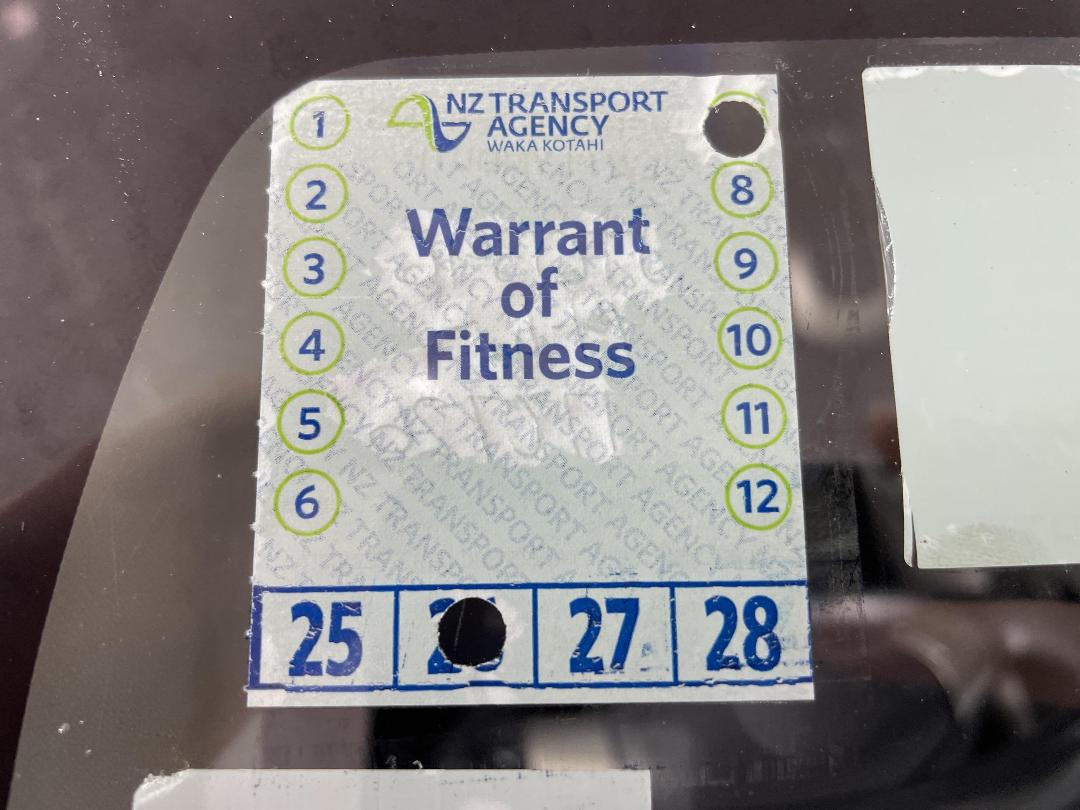 NZ TRANSPORT
AGENCY
WAKA KOTAHI
Warrant
of
Fitness
1
2
3
4
5
6
8
9
10
11
12
25
27
28